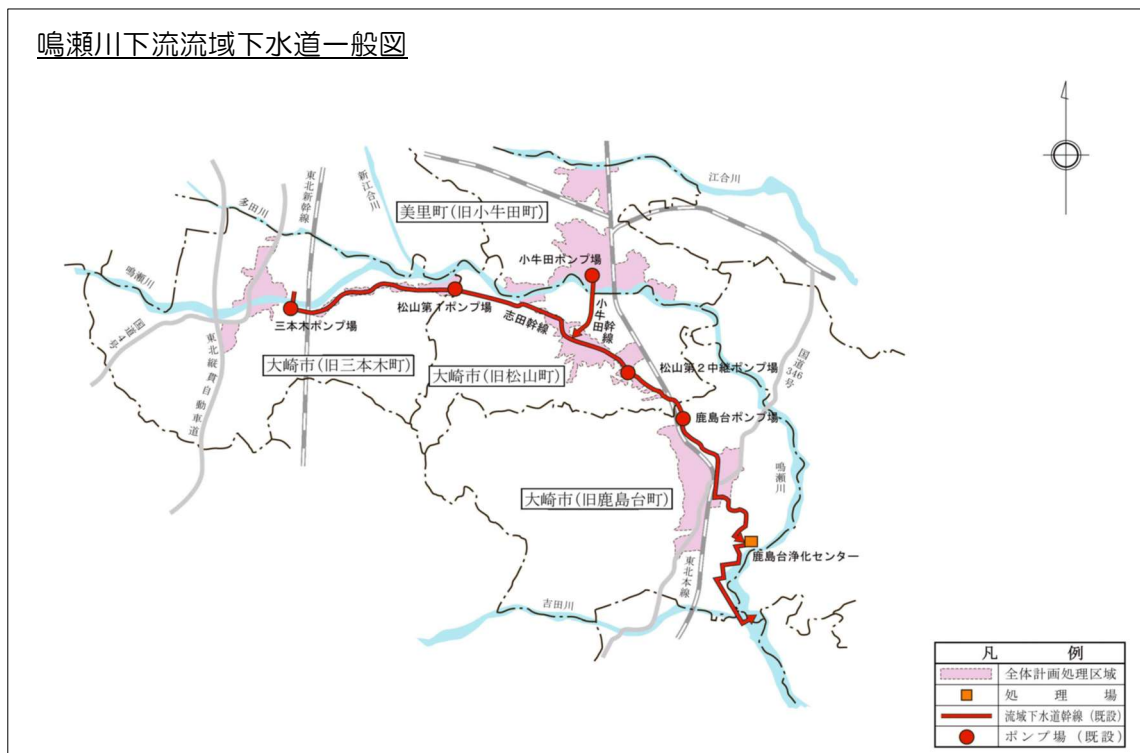 鳴瀬川下流流域下水道一般図
江合川
新江合川
東北新幹線
多田川
美里町(旧小牛田町)
小牛田ポンプ場
鳴瀬川
小牛田幹線
志田幹線
松山第1ポンプ場
三本木ポンプ場
国道4号
東北縦貫自動車道
大崎市(旧三本木町)
大崎市(旧松山町)
松山第2中継ポンプ場
国道346号
鹿島台ポンプ場
鳴瀬川
大崎市(旧鹿島台町)
鹿島台浄化センター
東北本線
吉田川
凡 例
全体計画処理区域
処 理 場
流域下水道幹線 (既設)
ポンプ場 (既設)